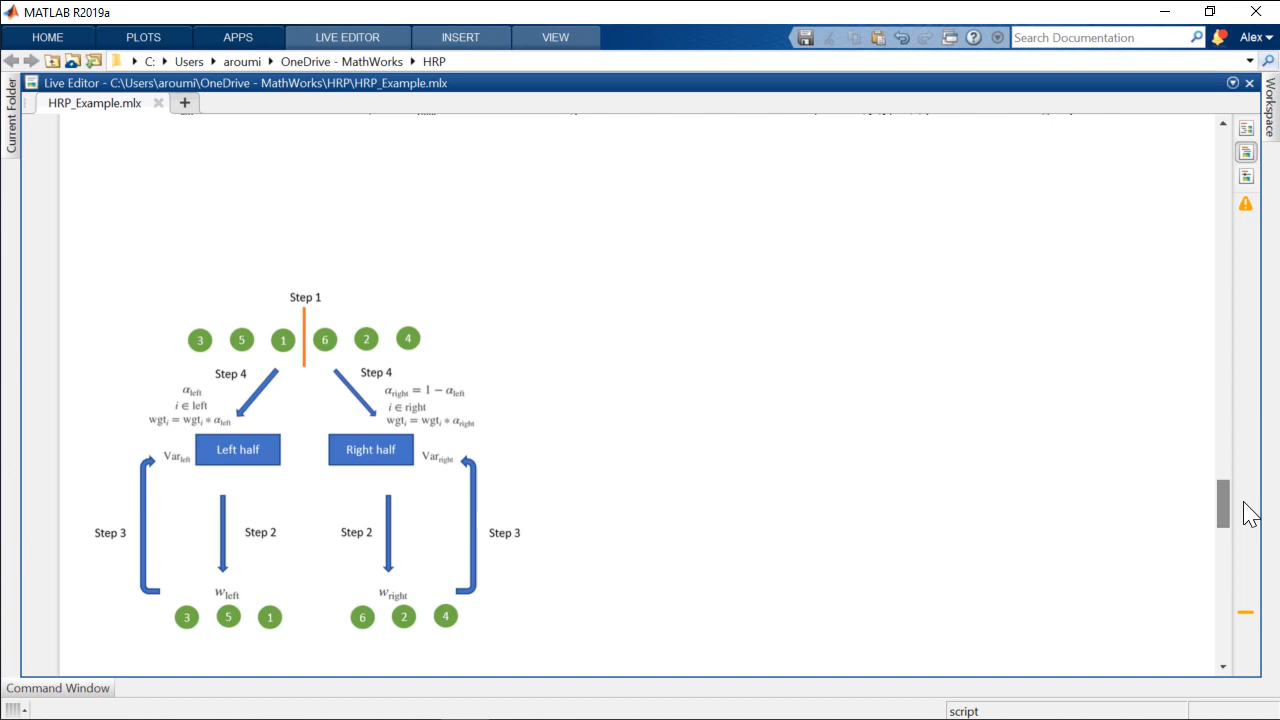 MATLAB R2019a
HOME PLOTS APPS LIVE EDITOR INSERT VIEW Search Documentation Alex
C: Users aroumi OneDrive - MathWorks HRP
Live Editor - C:\Users\aroumi\OneDrive - MathWorks\HRP\HRP_Example.mlx
HRP_Example.mlx
Current Folder
Workspace
Step 1
3 5 1 6 2 4
Step 4 Step 4
α_left α_right = 1 − α_left
i ∈ left i ∈ right
wgt_i = wgt_i * α_left wgt_i = wgt_i * α_right
Var_left Left half Right half Var_right
Step 3 Step 2 Step 2 Step 3
w_left w_right
3 5 1 6 2 4
Command Window
script